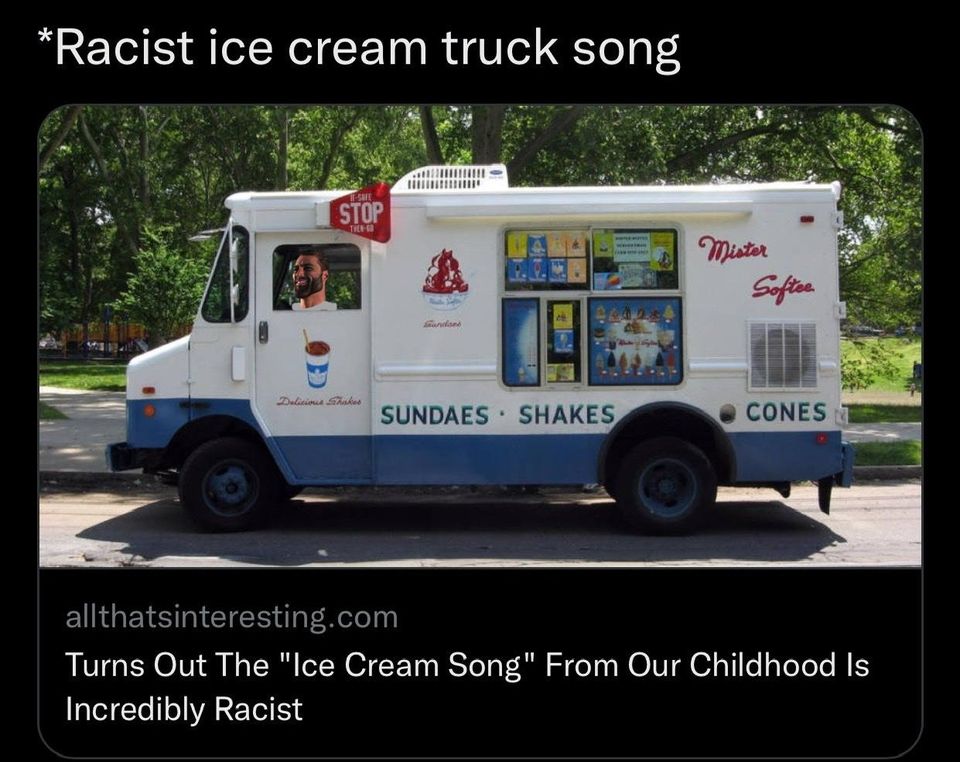 *Racist ice cream truck song
STOP
Mister
Softee
Sundaes
Delicious Shakes
SUNDAES · SHAKES
CONES
allthatsinteresting.com
Turns Out The "Ice Cream Song" From Our Childhood Is
Incredibly Racist